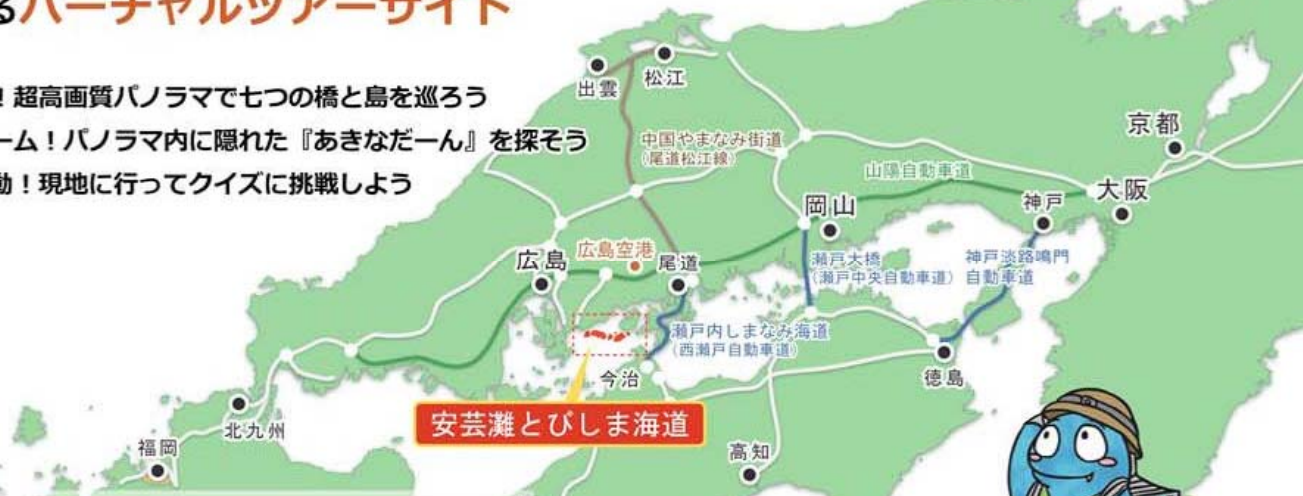 るバーチャルツアーサイト
！超高画質パノラマで七つの橋と島を巡ろう
ーム！パノラマ内に隠れた『あきなだーん』を探そう
動！現地に行ってクイズに挑戦しよう
出雲
松江
中国やまなみ街道
（尾道松江線）
京都
山陽自動車道
岡山
神戸
大阪
広島
広島空港
尾道
瀬戸大橋
（瀬戸中央自動車道）
神戸淡路鳴門
自動車道
瀬戸内しまなみ海道
（西瀬戸自動車道）
今治
徳島
安芸灘とびしま海道
北九州
福岡
高知